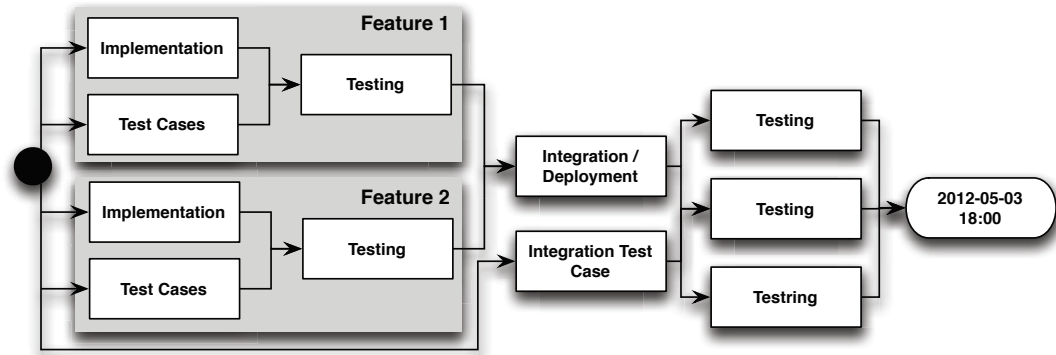 Feature 1
Implementation
Testing
Test Cases
Feature 2
Implementation
Testing
Test Cases
Integration /
Deployment
Integration Test
Case
Testing
Testing
Testring
2012-05-03
18:00